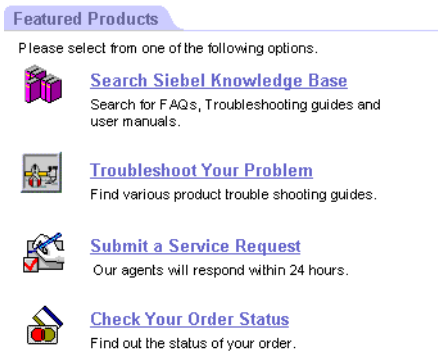 Featured Products
Please select from one of the following options.
Search Siebel Knowledge Base
Search for FAQs, Troubleshooting guides and
user manuals.
Troubleshoot Your Problem
Find various product trouble shooting guides.
Submit a Service Request
Our agents will respond within 24 hours.
Check Your Order Status
Find out the status of your order.